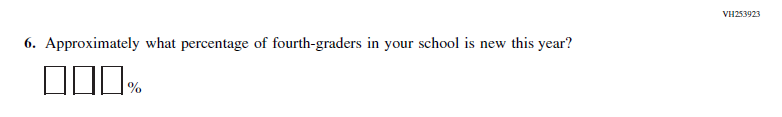 VH253923
6. Approximately what percentage of fourth-graders in your school is new this year?
%